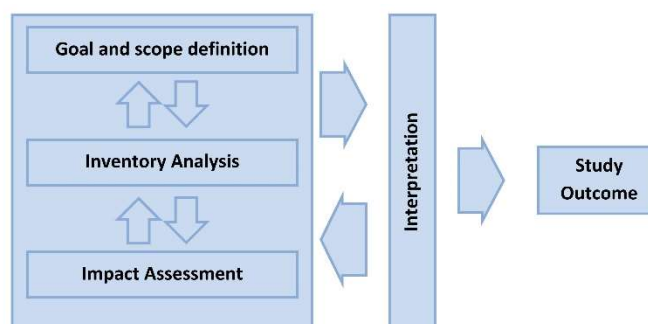 Goal and scope definition
Inventory Analysis
Impact Assessment
Interpretation
Study
Outcome